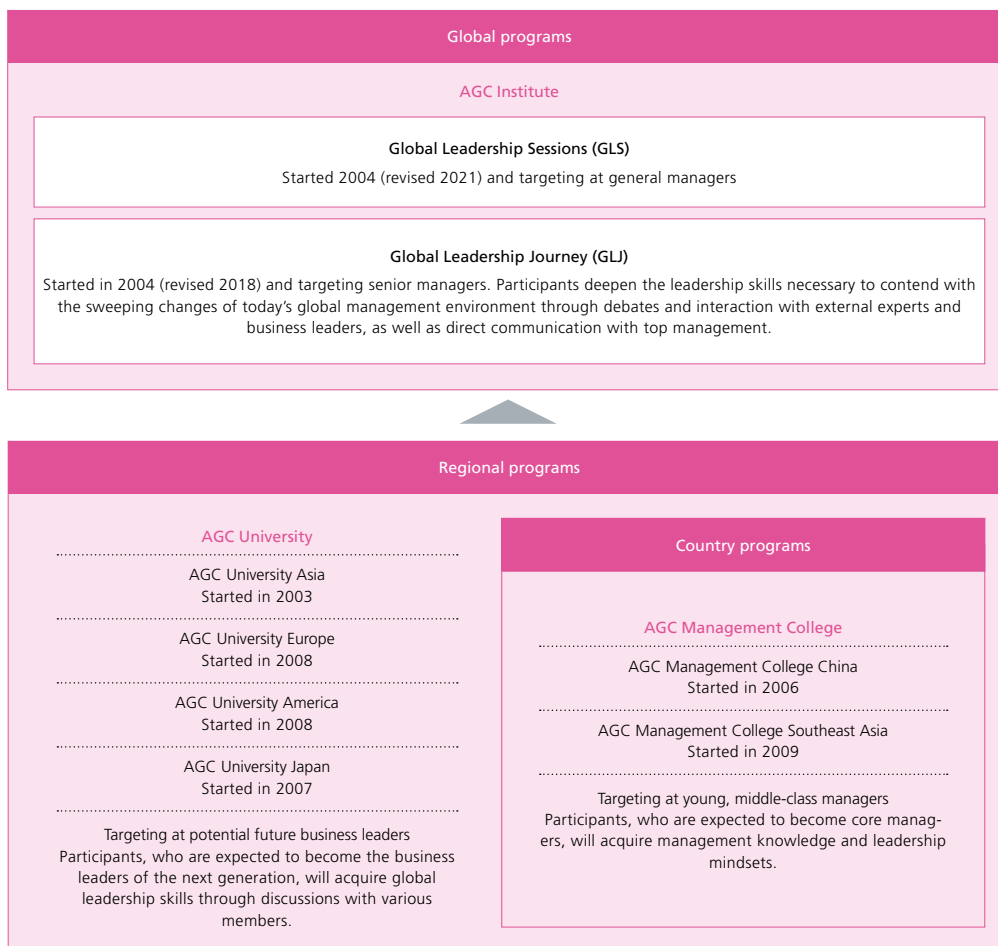 Global programs
AGC Institute
Global Leadership Sessions (GLS)
Started 2004 (revised 2021) and targeting at general managers
Global Leadership Journey (GLJ)
Started in 2004 (revised 2018) and targeting senior managers. Participants deepen the leadership skills necessary to contend with
the sweeping changes of today’s global management environment through debates and interaction with external experts and
business leaders, as well as direct communication with top management.
Regional programs
AGC University
AGC University Asia
Started in 2003
AGC University Europe
Started in 2008
AGC University America
Started in 2008
AGC University Japan
Started in 2007
Targeting at potential future business leaders
Participants, who are expected to become the business
leaders of the next generation, will acquire global
leadership skills through discussions with various
members.
Country programs
AGC Management College
AGC Management College China
Started in 2006
AGC Management College Southeast Asia
Started in 2009
Targeting at young, middle-class managers
Participants, who are expected to become core manag-
ers, will acquire management knowledge and leadership
mindsets.